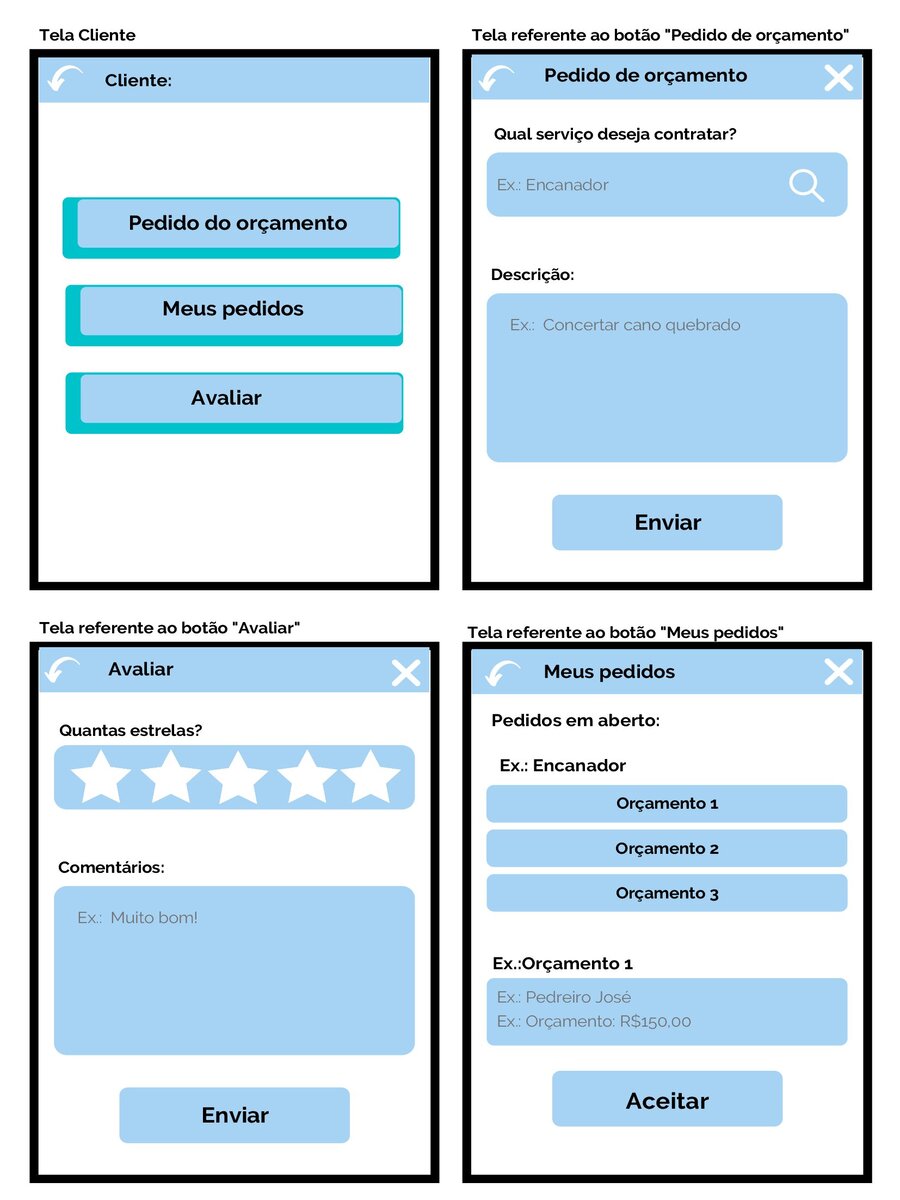 Tela Cliente
Cliente:
Pedido do orçamento
Meus pedidos
Avaliar
Tela referente ao botão "Pedido de orçamento"
Pedido de orçamento
Qual serviço deseja contratar?
Ex.: Encanador
Descrição:
Ex.: Concertar cano quebrado
Enviar
Tela referente ao botão "Avaliar"
Avaliar
Quantas estrelas?
Comentários:
Ex.: Muito bom!
Enviar
Tela referente ao botão "Meus pedidos"
Meus pedidos
Pedidos em aberto:
Ex.: Encanador
Orçamento 1
Orçamento 2
Orçamento 3
Ex.:Orçamento 1
Ex.: Pedreiro José
Ex.: Orçamento: R$150,00
Aceitar